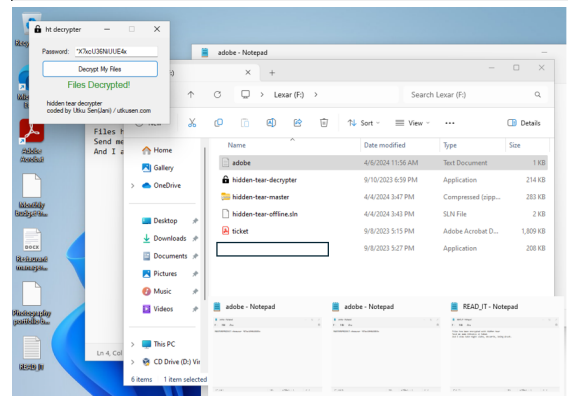 ht decrypter
Password: *X7xcU36NiUUE4x
Decrypt My Files
Files Decrypted!
hidden tear decrypter
coded by Utku Sen(Jani) / utkusen.com
adobe - Notepad
Lexar (F:)
Search Lexar (F:)
Sort
View
Details
Files h
Send me
And I a
Name
Date modified
Type
Size
Home
Gallery
OneDrive
Desktop
Downloads
Documents
Pictures
Music
Videos
This PC
CD Drive (D:) Vir
adobe 4/6/2024 11:56 AM Text Document 1 KB
hidden-tear-decrypter 9/10/2023 6:59 PM Application 214 KB
hidden-tear-master 4/4/2024 3:47 PM Compressed (zipp... 283 KB
hidden-tear-offline.sln 4/4/2024 3:43 PM SLN File 2 KB
ticket 9/8/2023 5:15 PM Adobe Acrobat D... 1,809 KB
9/8/2023 5:27 PM Application 208 KB
Adobe
Acrobat
Monthly
budget b...
DOCX
Restaurant
manage...
Photography
portfolio b...
READ_IT
Ln 4, Col
6 items 1 item selected
adobe - Notepad
adobe - Notepad
READ_IT - Notepad